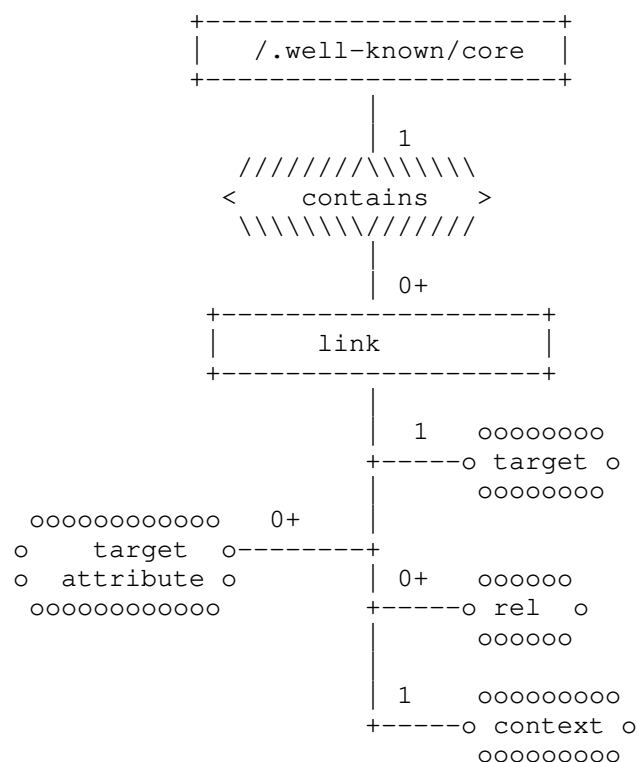 /.well-known/core
1
contains
0+
link
1
target
0+
target
attribute
0+
rel
1
context